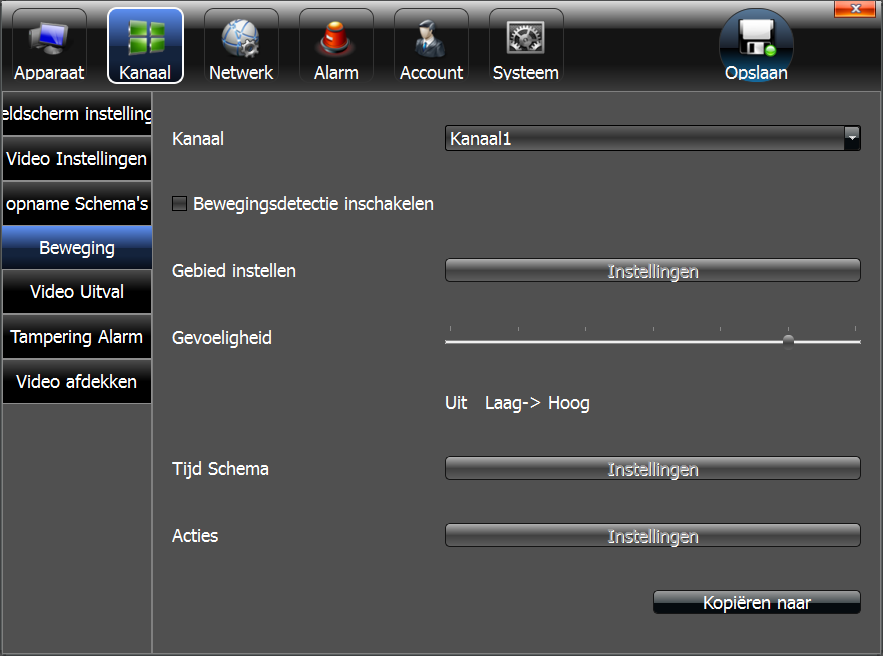 Apparaat
Kanaal
Netwerk
Alarm
Account
Systeem
Opslaan
eldscherm instelling
Video Instellingen
opname Schema's
Beweging
Video Uitval
Tampering Alarm
Video afdekken
Kanaal
Kanaal1
Bewegingsdetectie inschakelen
Gebied instellen
Instellingen
Gevoeligheid
Uit Laag-> Hoog
Tijd Schema
Instellingen
Acties
Instellingen
Kopiëren naar